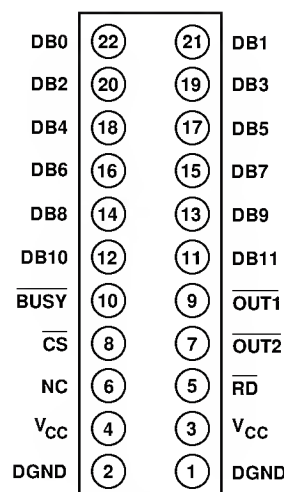 DB0 22 21 DB1
DB2 20 19 DB3
DB4 18 17 DB5
DB6 16 15 DB7
DB8 14 13 DB9
DB10 12 11 DB11
BUSY 10 9 OUT1
CS 8 7 OUT2
NC 6 5 RD
VCC 4 3 VCC
DGND 2 1 DGND